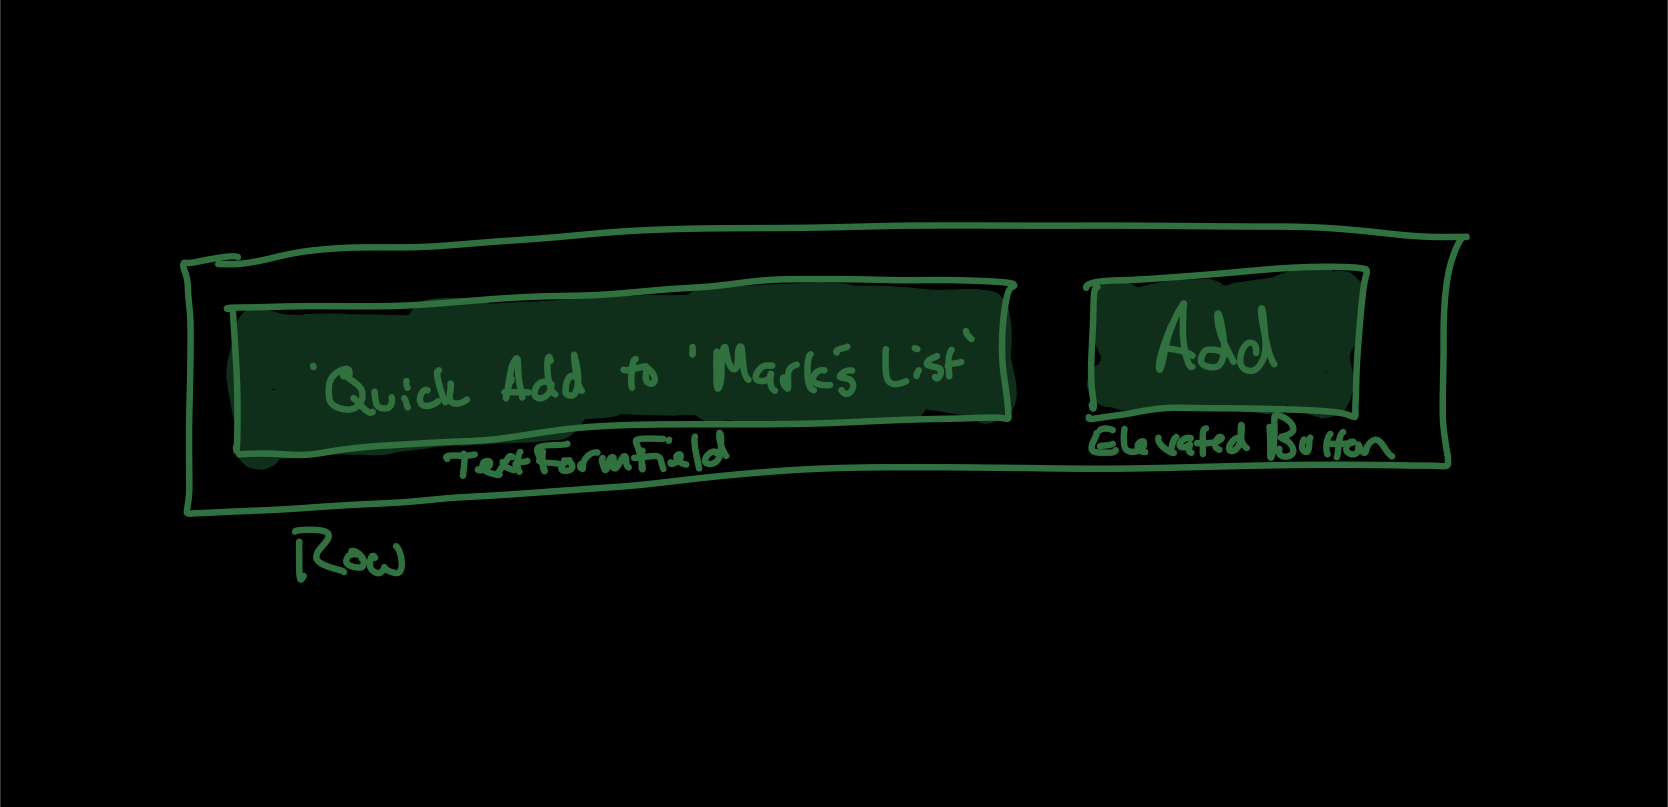 'Quick Add to 'Mark's List'
Add
TextFormField
Elevated Button
Row